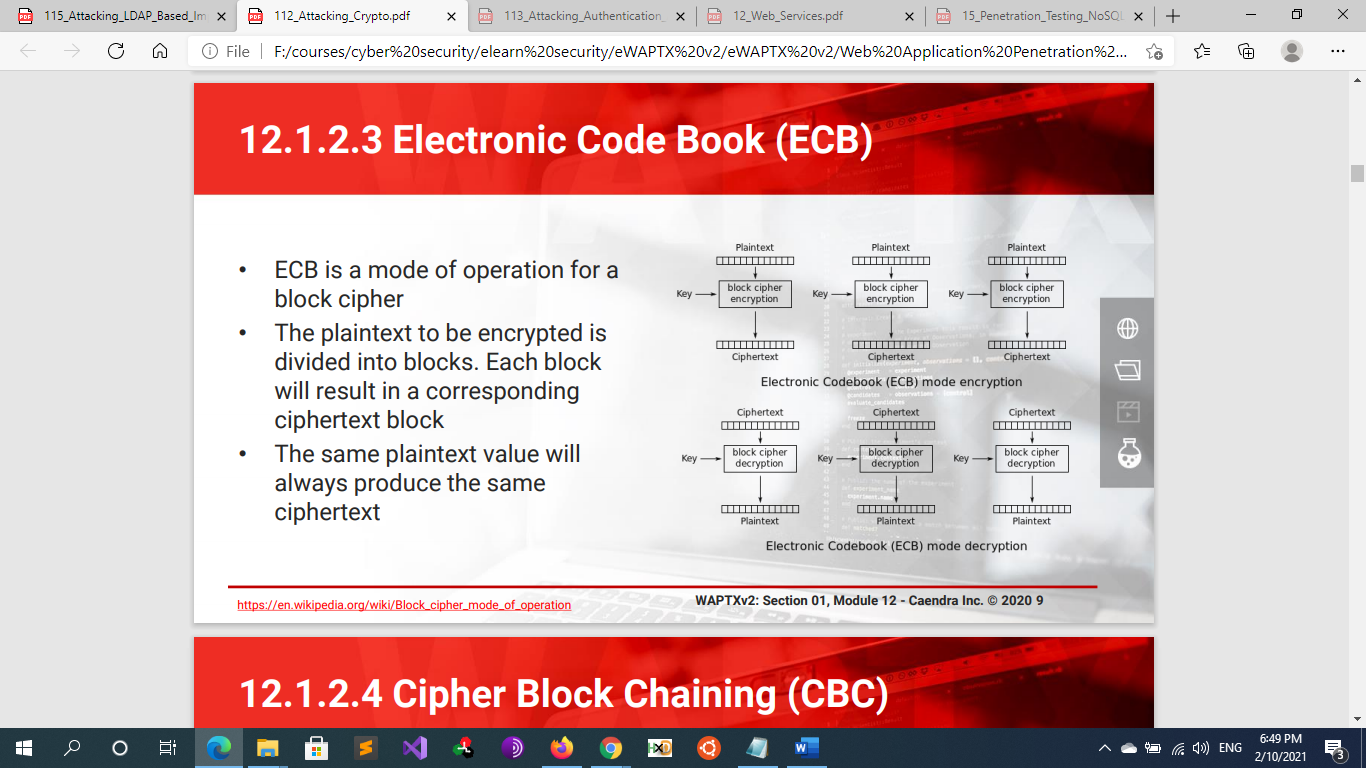 115_Attacking_LDAP_Based_Im
112_Attacking_Crypto.pdf
113_Attacking_Authentication_
12_Web_Services.pdf
15_Penetration_Testing_NoSQL
File
F:/courses/cyber%20security/elearn%20security/eWAPTX%20v2/eWAPTX%20v2/Web%20Application%20Penetration%2...
12.1.2.3 Electronic Code Book (ECB)
• ECB is a mode of operation for a
block cipher
• The plaintext to be encrypted is
divided into blocks. Each block
will result in a corresponding
ciphertext block
• The same plaintext value will
always produce the same
ciphertext
Plaintext Plaintext Plaintext
Key block cipher Key block cipher Key block cipher
encryption encryption encryption
Ciphertext Ciphertext Ciphertext
Electronic Codebook (ECB) mode encryption
Ciphertext Ciphertext Ciphertext
Key block cipher Key block cipher Key block cipher
decryption decryption decryption
Plaintext Plaintext Plaintext
Electronic Codebook (ECB) mode decryption
https://en.wikipedia.org/wiki/Block_cipher_mode_of_operation
WAPTXv2: Section 01, Module 12 - Caendra Inc. © 2020 9
12.1.2.4 Cipher Block Chaining (CBC)
ENG
6:49 PM
2/10/2021
3